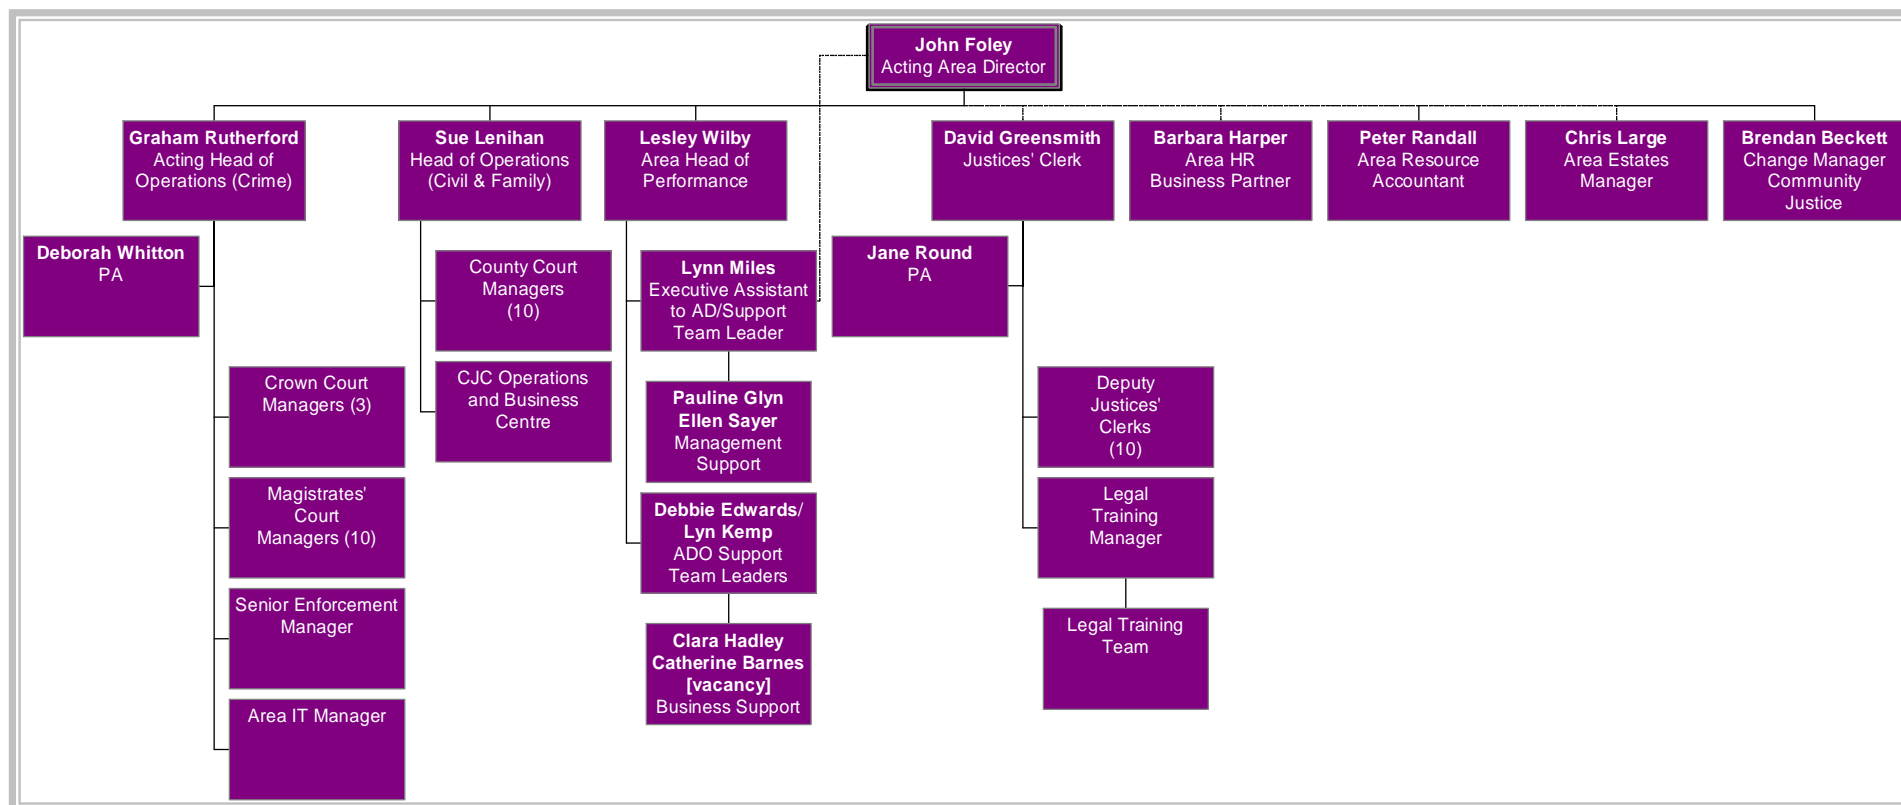 John Foley
Acting Area Director
Graham Rutherford
Acting Head of
Operations (Crime)
Sue Lenihan
Head of Operations
(Civil & Family)
Lesley Wilby
Area Head of
Performance
David Greensmith
Justices' Clerk
Barbara Harper
Area HR
Business Partner
Peter Randall
Area Resource
Accountant
Chris Large
Area Estates
Manager
Brendan Beckett
Change Manager
Community
Justice
Deborah Whitton
PA
County Court
Managers
(10)
Lynn Miles
Executive Assistant
to AD/Support
Team Leader
Jane Round
PA
Crown Court
Managers (3)
CJC Operations
and Business
Centre
Pauline Glyn
Ellen Sayer
Management
Support
Deputy
Justices'
Clerks
(10)
Magistrates'
Court
Managers (10)
Debbie Edwards/
Lyn Kemp
ADO Support
Team Leaders
Legal
Training
Manager
Senior Enforcement
Manager
Clara Hadley
Catherine Barnes
[vacancy]
Business Support
Legal Training
Team
Area IT Manager